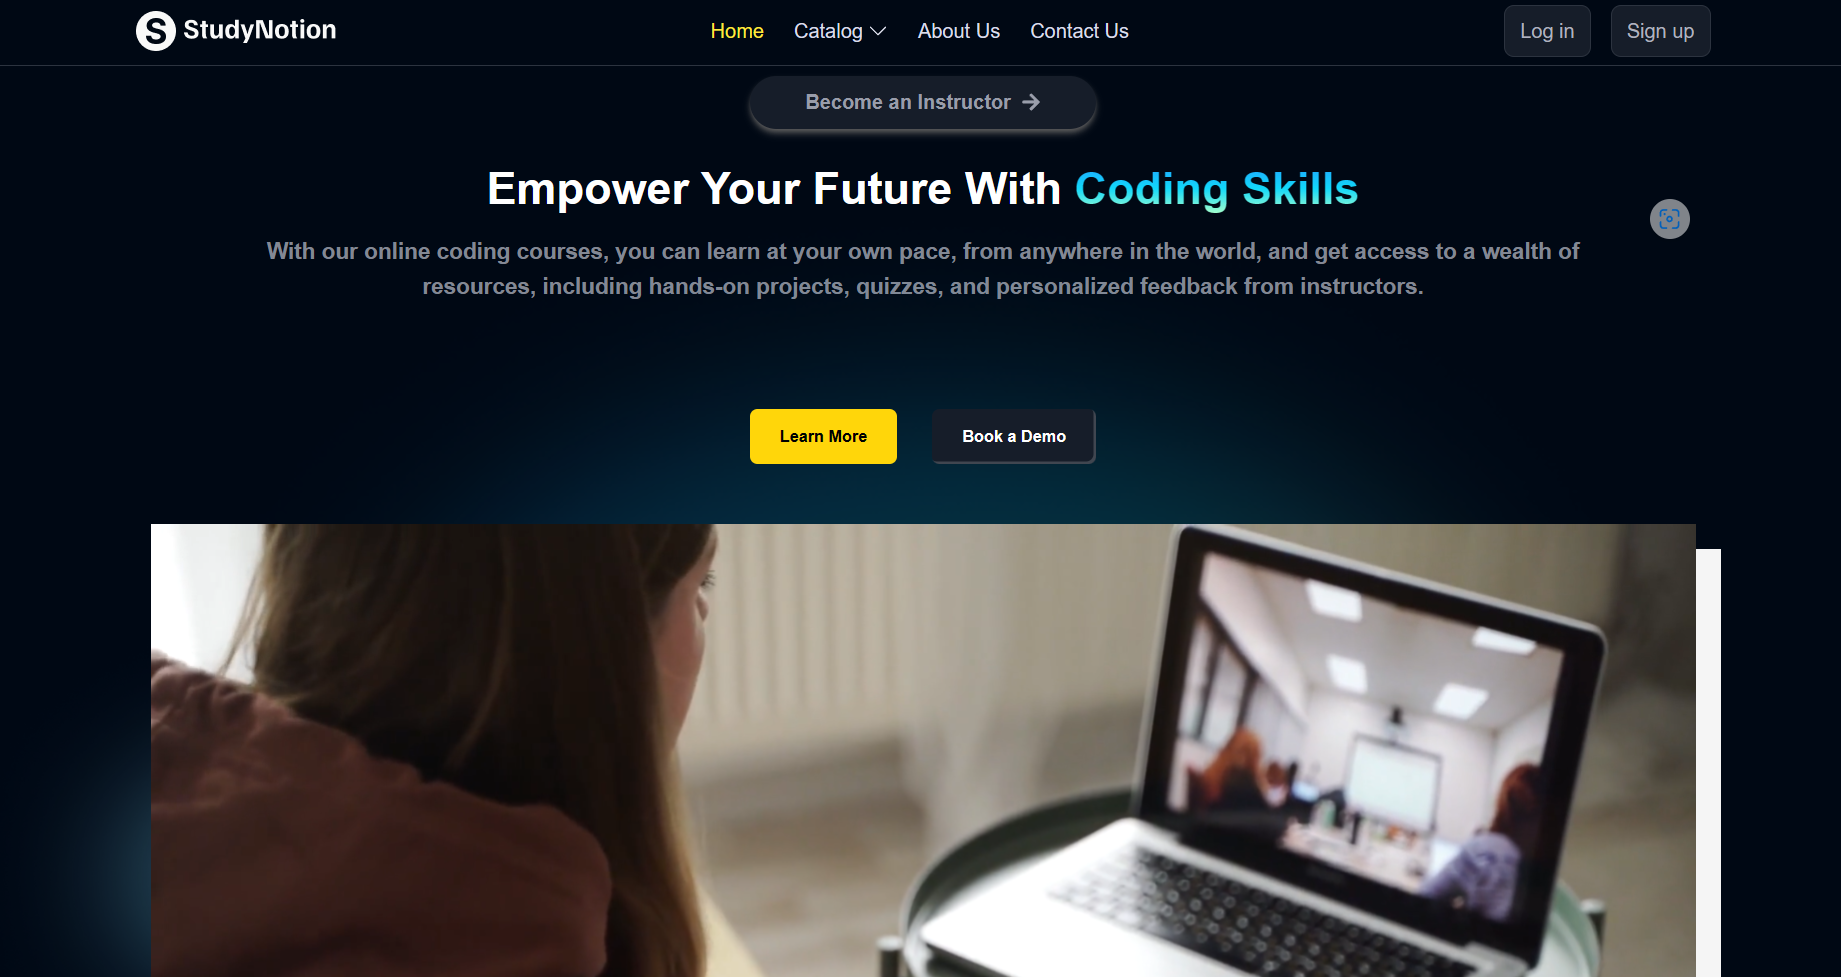 StudyNotion
Home Catalog About Us Contact Us
Log in Sign up
Become an Instructor
Empower Your Future With Coding Skills
With our online coding courses, you can learn at your own pace, from anywhere in the world, and get access to a wealth of
resources, including hands-on projects, quizzes, and personalized feedback from instructors.
Learn More Book a Demo